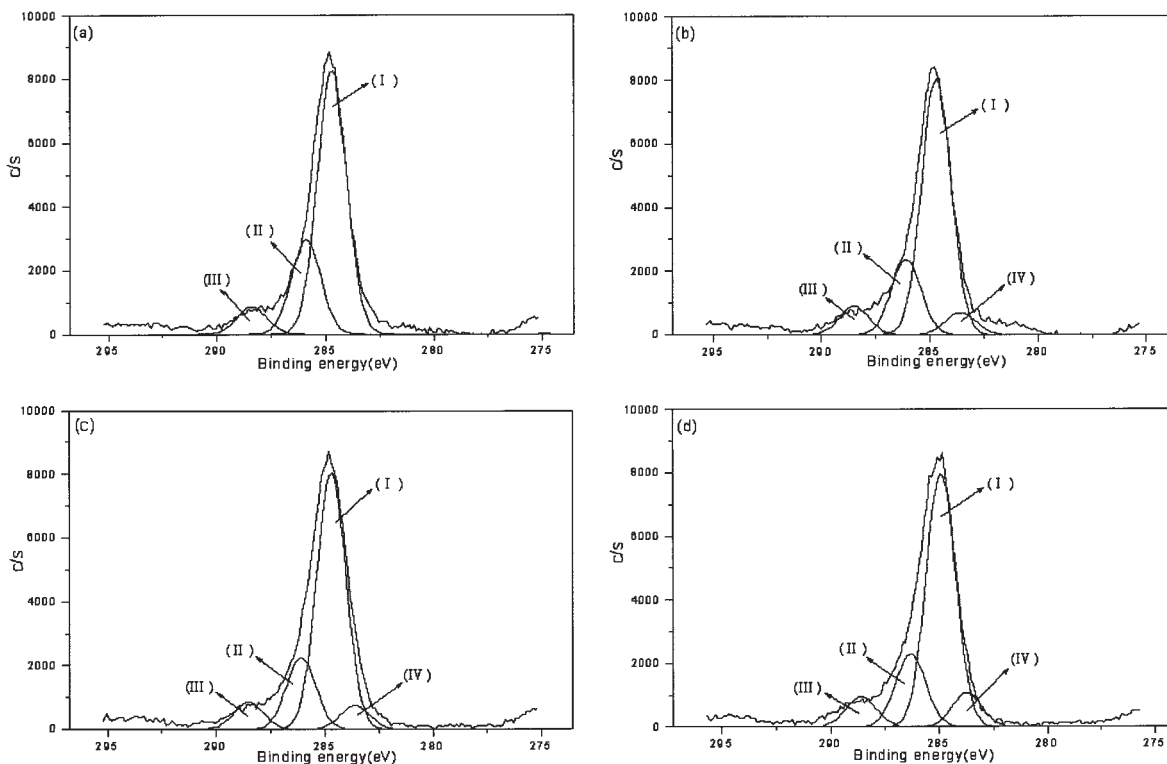 (a)
10000
8000
6000
4000
2000
0
C/S
(I)
(II)
(III)
295
290
285
280
275
Binding energy(eV)
(b)
10000
8000
6000
4000
2000
0
C/S
(I)
(II)
(III)
(IV)
295
290
285
280
275
Binding energy(eV)
(c)
10000
8000
6000
4000
2000
0
C/S
(I)
(II)
(III)
(IV)
295
290
285
280
275
Binding energy(eV)
(d)
10000
8000
6000
4000
2000
0
C/S
(I)
(II)
(III)
(IV)
295
290
285
280
275
Binding energy(eV)